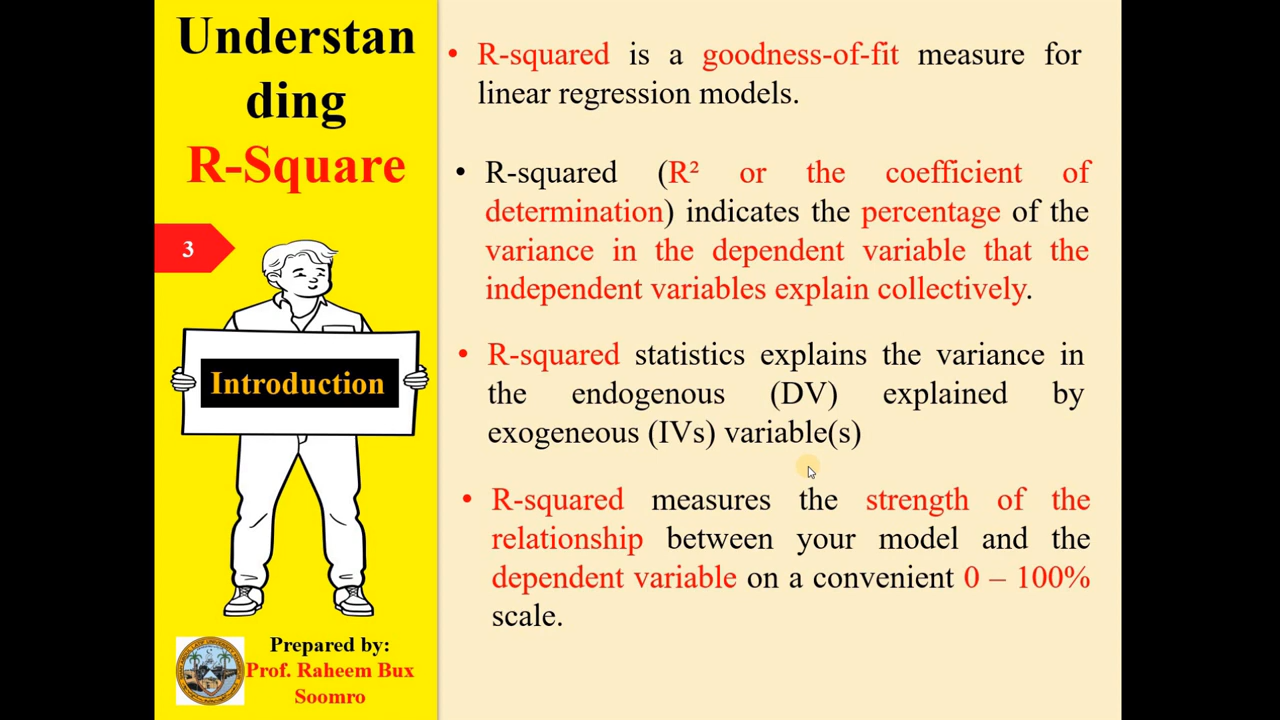 Understan
ding
R-Square
3
Introduction
Prepared by:
Prof. Raheem Bux
Soomro
• R-squared is a goodness-of-fit measure for
linear regression models.
• R-squared (R² or the coefficient of
determination) indicates the percentage of the
variance in the dependent variable that the
independent variables explain collectively.
• R-squared statistics explains the variance in
the endogenous (DV) explained by
exogeneous (IVs) variable(s)
• R-squared measures the strength of the
relationship between your model and the
dependent variable on a convenient 0 – 100%
scale.